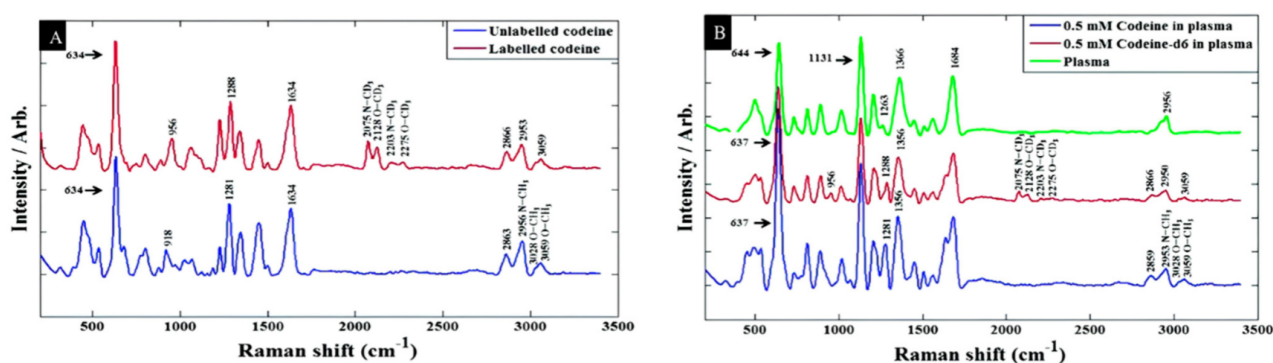 A
Unlabelled codeine
Labelled codeine
634
956
1288
1634
2075 N-CD₃
2128 O-CD₃
2203 N-CD₃
2275 O-CD₃
2866
2953
3059
634
918
1281
1634
2863
2956 N-CH₃
3028 O-CH₃
3059 O-CH₃
Intensity / Arb.
500 1000 1500 2000 2500 3000 3500
Raman shift (cm⁻¹)
B
0.5 mM Codeine in plasma
0.5 mM Codeine-d6 in plasma
Plasma
644
1131
1263
1366
1684
2956
637
956
1288
1356
2075 N-CD₃
2128 O-CD₃
2203 N-CD₃
2275 O-CD₃
2866
2950
3059
637
1281
1356
2859
2953 N-CH₃
3028 O-CH₃
3059 O-CH₃
Intensity / Arb.
500 1000 1500 2000 2500 3000 3500
Raman shift (cm⁻¹)